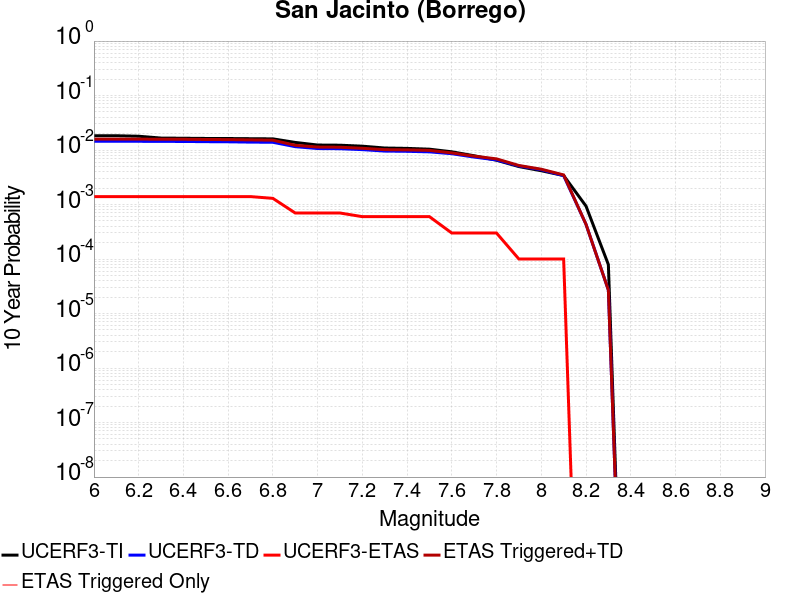 San Jacinto (Borrego)
10^0
10^-1
10^-2
10^-3
10^-4
10^-5
10^-6
10^-7
10^-8
10 Year Probability
6 6.2 6.4 6.6 6.8 7 7.2 7.4 7.6 7.8 8 8.2 8.4 8.6 8.8 9
Magnitude
UCERF3-TI UCERF3-TD UCERF3-ETAS ETAS Triggered+TD
ETAS Triggered Only